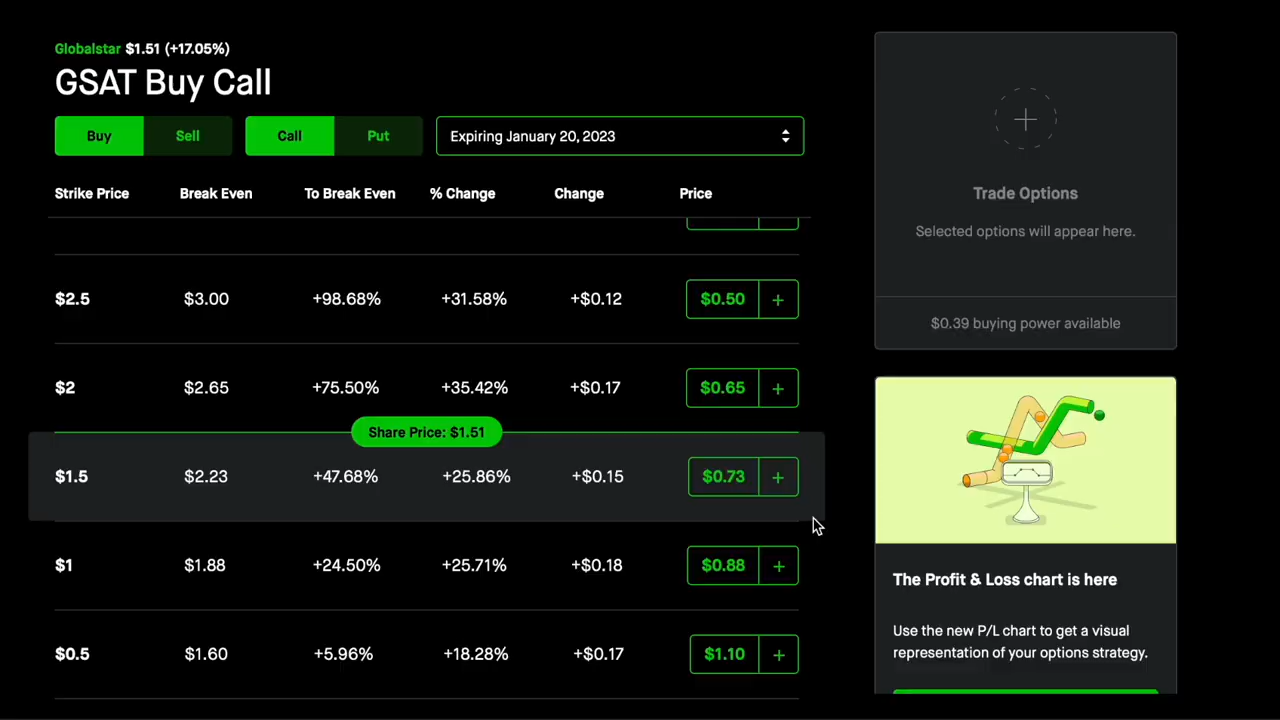 Globalstar $1.51 (+17.05%)
GSAT Buy Call
Buy Sell Call Put Expiring January 20, 2023
Strike Price Break Even To Break Even % Change Change Price
$2.5 $3.00 +98.68% +31.58% +$0.12 $0.50 +
$2 $2.65 +75.50% +35.42% +$0.17 $0.65 +
Share Price: $1.51
$1.5 $2.23 +47.68% +25.86% +$0.15 $0.73 +
$1 $1.88 +24.50% +25.71% +$0.18 $0.88 +
$0.5 $1.60 +5.96% +18.28% +$0.17 $1.10 +
Trade Options
Selected options will appear here.
$0.39 buying power available
The Profit & Loss chart is here
Use the new P/L chart to get a visual
representation of your options strategy.